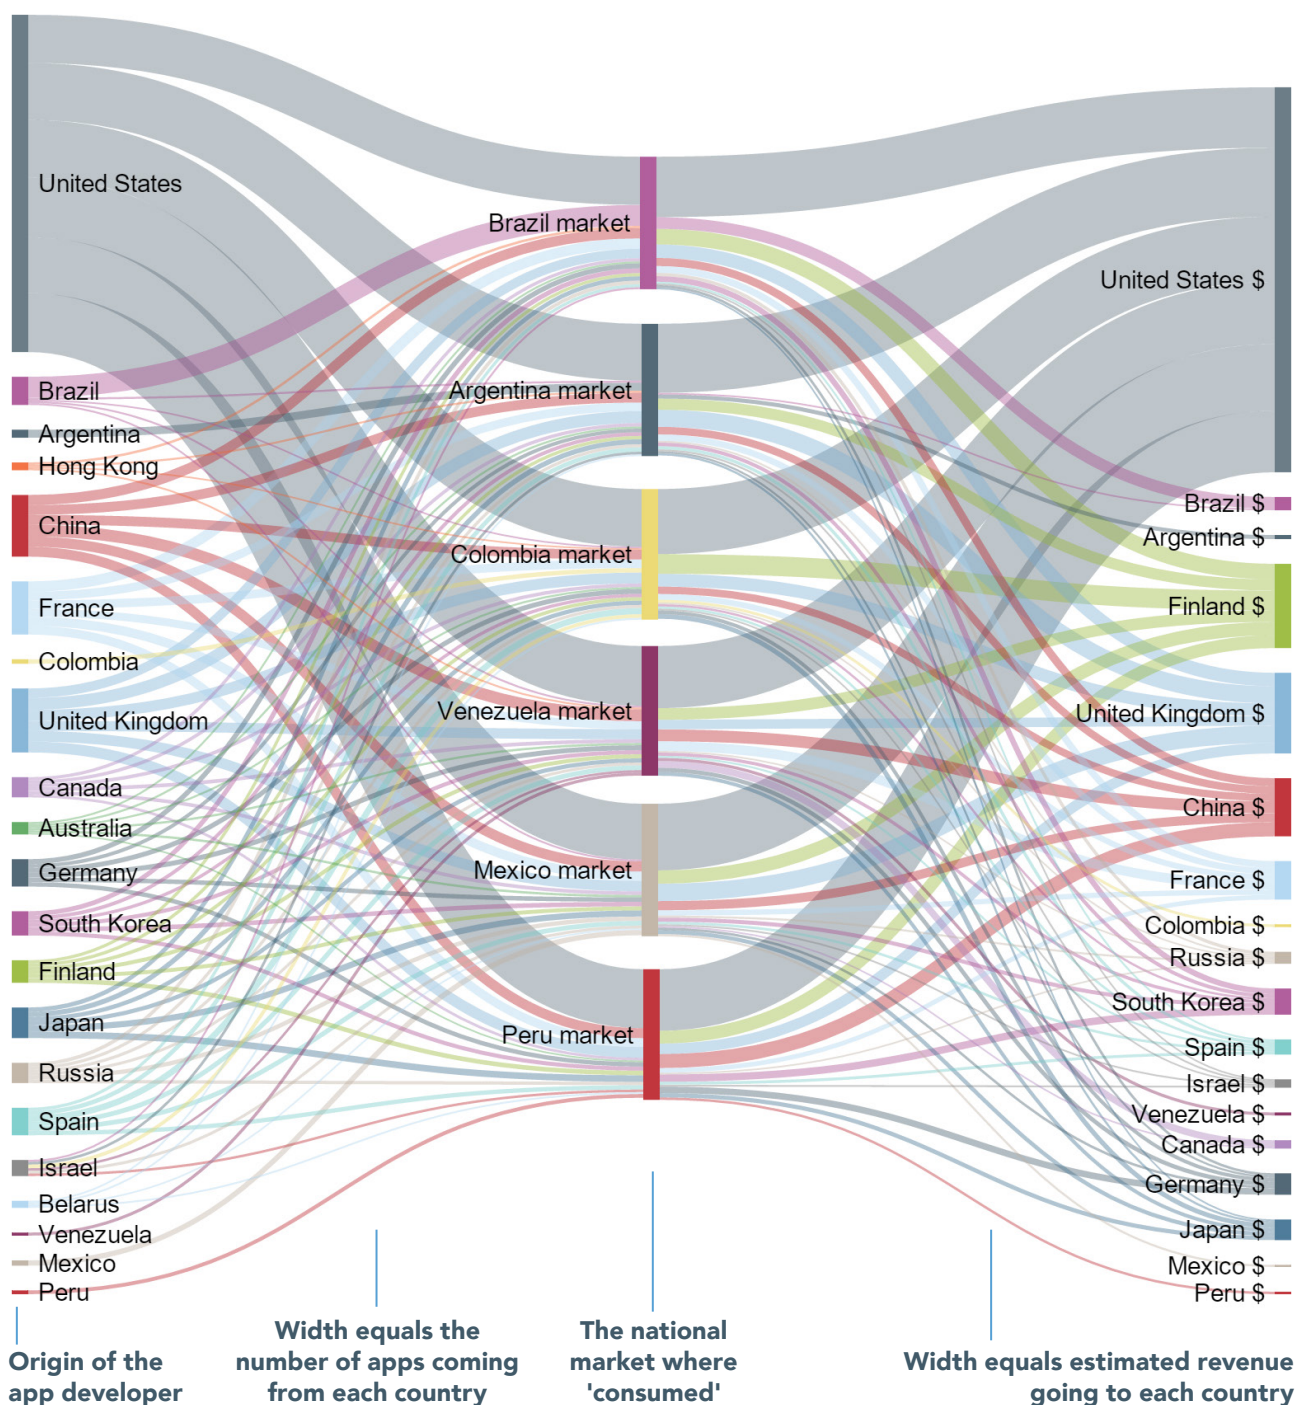 United States
Brazil
Argentina
Hong Kong
China
France
Colombia
United Kingdom
Canada
Australia
Germany
South Korea
Finland
Japan
Russia
Spain
Israel
Belarus
Venezuela
Mexico
Peru
Brazil market
Argentina market
Colombia market
Venezuela market
Mexico market
Peru market
United States $
Brazil $
Argentina $
Finland $
United Kingdom $
China $
France $
Colombia $
Russia $
South Korea $
Spain $
Israel $
Venezuela $
Canada $
Germany $
Japan $
Mexico $
Peru $
Origin of the
app developer
Width equals the
number of apps coming
from each country
The national
market where
'consumed'
Width equals estimated revenue
going to each country